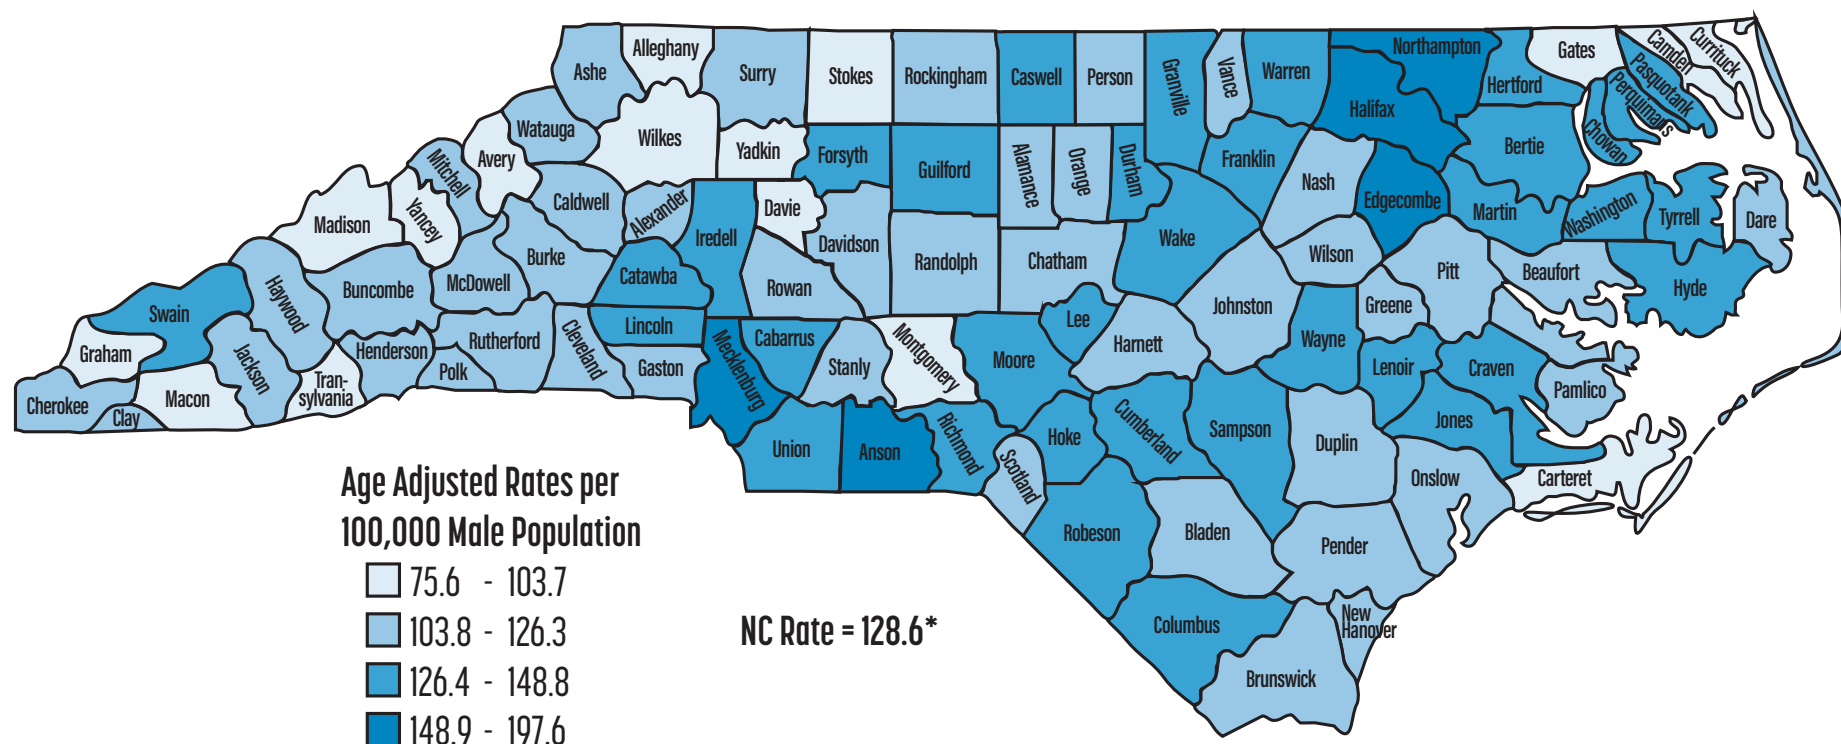 Alleghany
Ashe
Surry
Stokes
Rockingham
Caswell
Person
Granville
Vance
Warren
Northampton
Hertford
Gates
Camden
Currituck
Pasquotank
Perquimans
Chowan
Halifax
Watauga
Wilkes
Yadkin
Forsyth
Guilford
Alamance
Orange
Durham
Franklin
Nash
Edgecombe
Bertie
Mitchell
Avery
Caldwell
Alexander
Iredell
Davie
Davidson
Randolph
Chatham
Wake
Wilson
Martin
Washington
Tyrrell
Dare
Madison
Yancey
McDowell
Burke
Catawba
Rowan
Johnston
Greene
Pitt
Beaufort
Hyde
Swain
Haywood
Buncombe
Rutherford
Cleveland
Lincoln
Gaston
Mecklenburg
Cabarrus
Stanly
Montgomery
Moore
Lee
Harnett
Wayne
Lenoir
Craven
Pamlico
Graham
Jackson
Henderson
Polk
Tran-
sylvania
Cherokee
Clay
Macon
Union
Anson
Richmond
Scotland
Hoke
Cumberland
Sampson
Duplin
Jones
Onslow
Carteret
Robeson
Bladen
Pender
Columbus
New
Hanover
Brunswick
Age Adjusted Rates per
100,000 Male Population
75.6 - 103.7
103.8 - 126.3
126.4 - 148.8
148.9 - 197.6
NC Rate = 128.6*